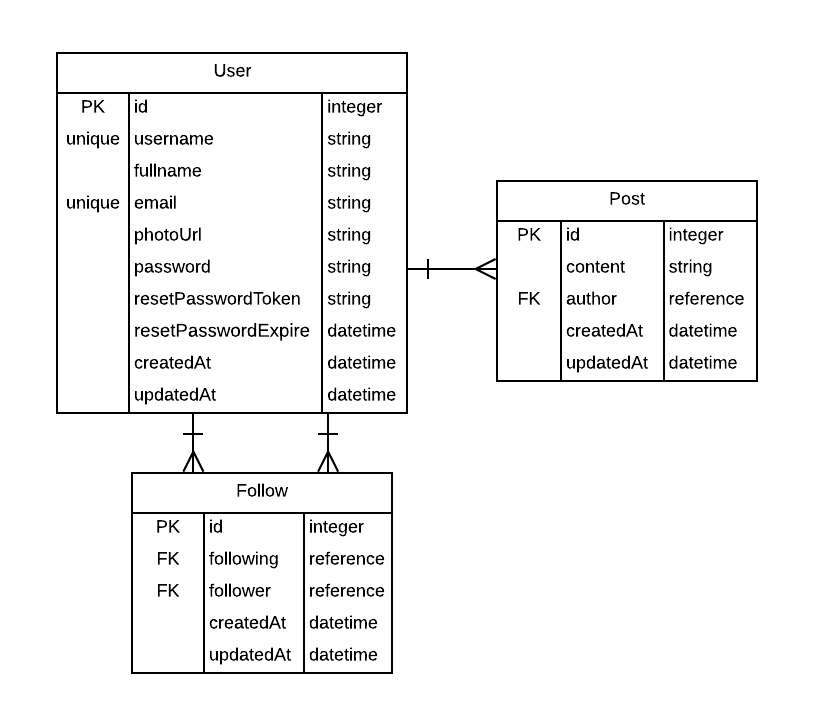 User
PK id integer
unique username string
fullname string
unique email string
photoUrl string
password string
resetPasswordToken string
resetPasswordExpire datetime
createdAt datetime
updatedAt datetime
Post
PK id integer
content string
FK author reference
createdAt datetime
updatedAt datetime
Follow
PK id integer
FK following reference
FK follower reference
createdAt datetime
updatedAt datetime